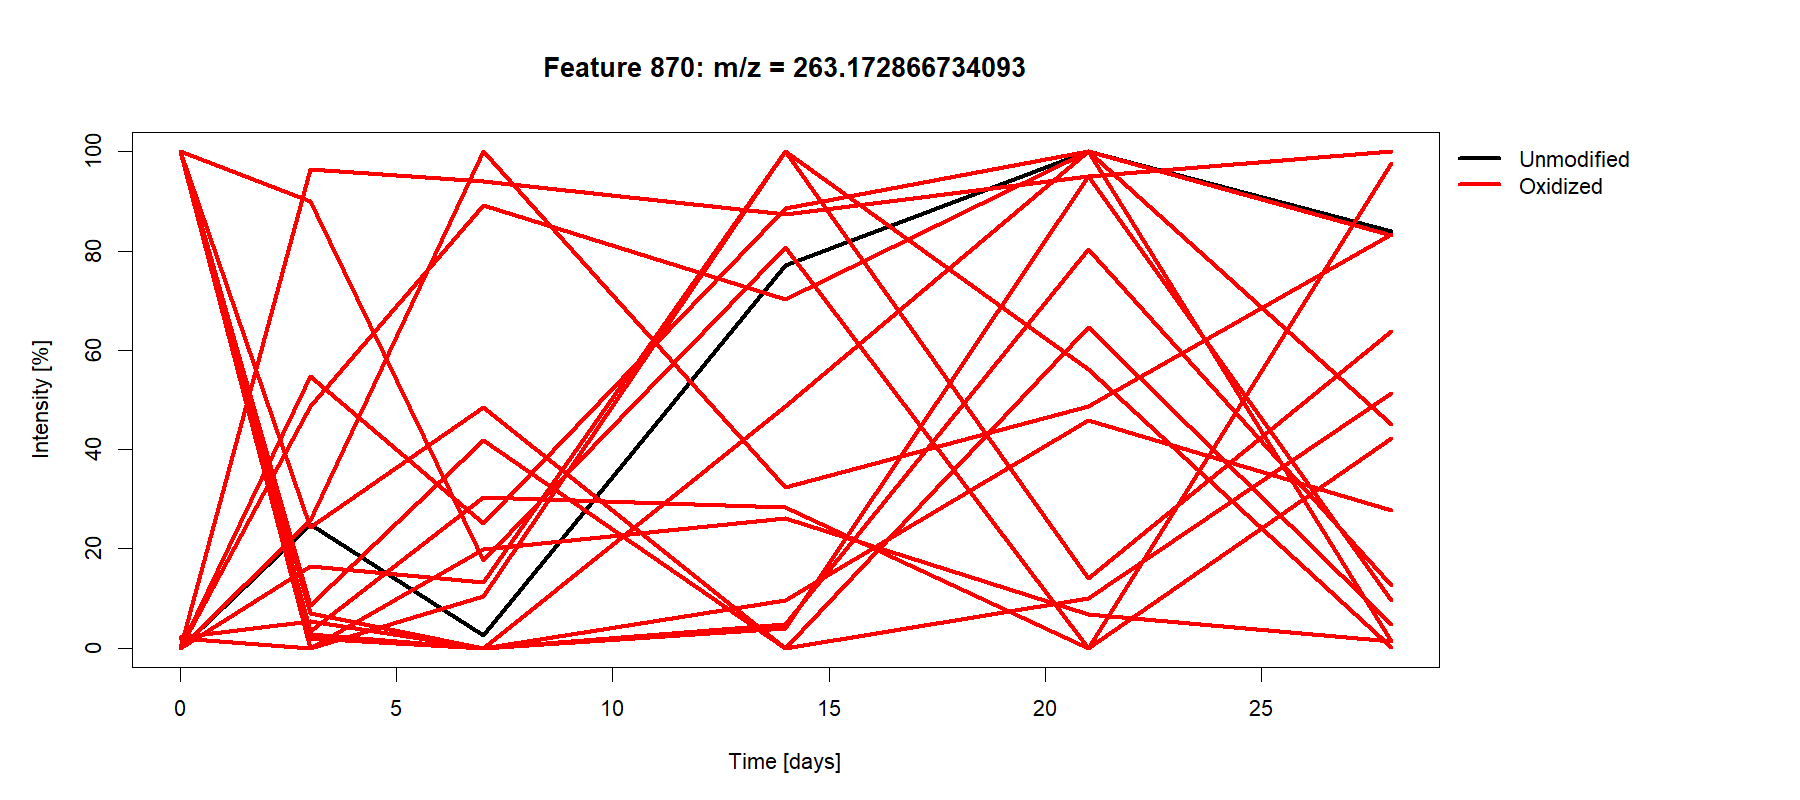 Feature 870: m/z = 263.172866734093
Unmodified
Oxidized
Intensity [%]
100
80
60
40
20
0
0 5 10 15 20 25
Time [days]